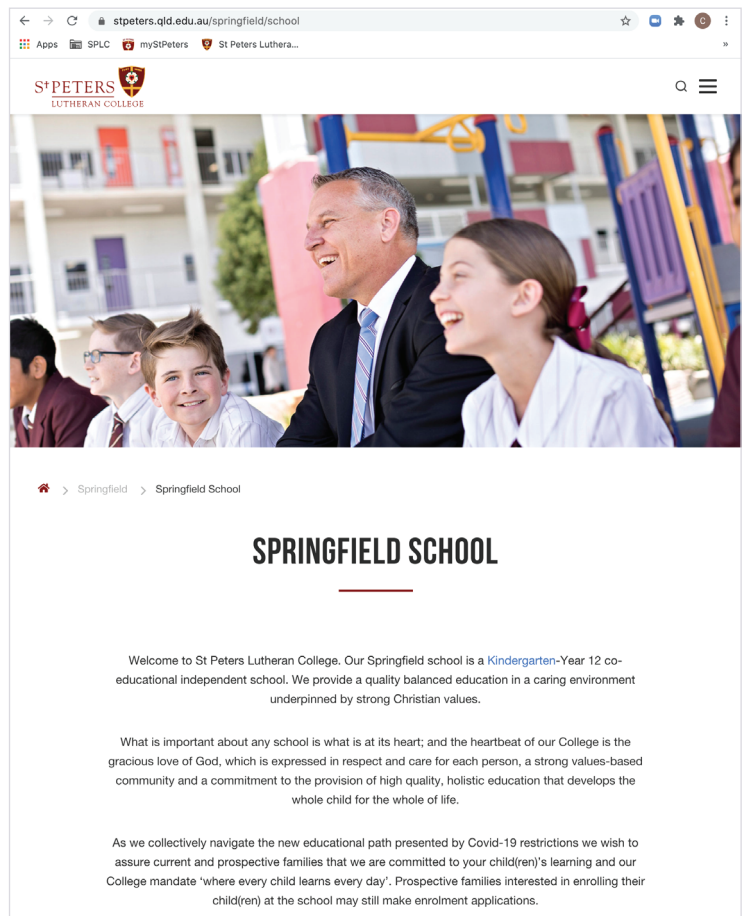 stpeters.qld.edu.au/springfield/school
C
Apps SPLC myStPeters St Peters Luthera... »
St PETERS
LUTHERAN COLLEGE
Springfield Springfield School
SPRINGFIELD SCHOOL
Welcome to St Peters Lutheran College. Our Springfield school is a Kindergarten-Year 12 co-
educational independent school. We provide a quality balanced education in a caring environment
underpinned by strong Christian values.
What is important about any school is what is at its heart; and the heartbeat of our College is the
gracious love of God, which is expressed in respect and care for each person, a strong values-based
community and a commitment to the provision of high quality, holistic education that develops the
whole child for the whole of life.
As we collectively navigate the new educational path presented by Covid-19 restrictions we wish to
assure current and prospective families that we are committed to your child(ren)'s learning and our
College mandate ‘where every child learns every day’. Prospective families interested in enrolling their
child(ren) at the school may still make enrolment applications.